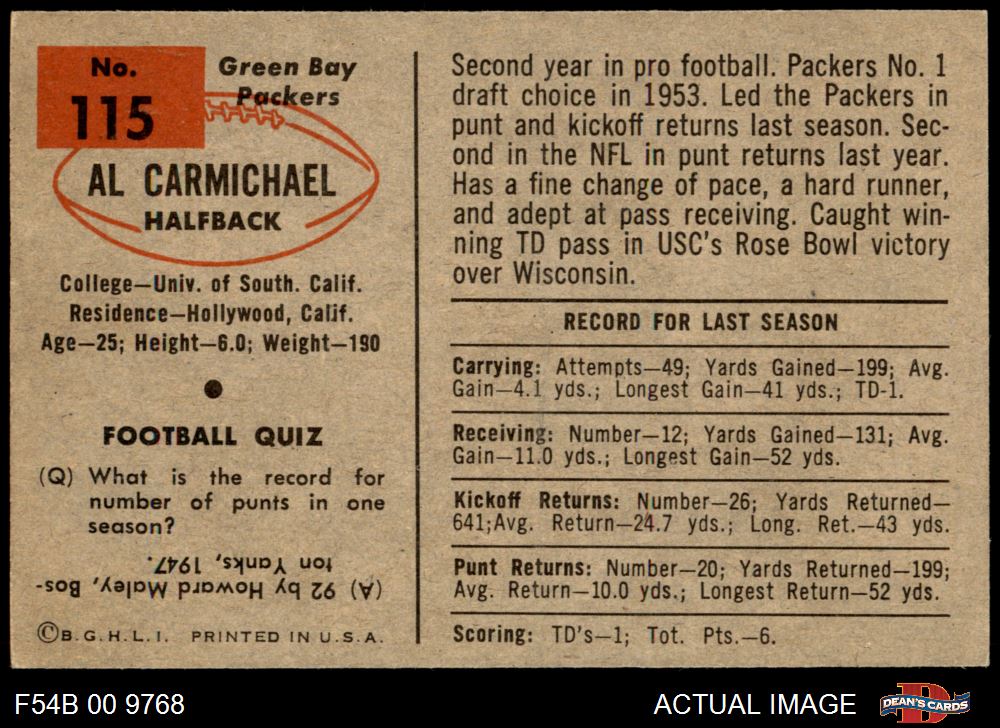 No.
115
Green Bay
Packers
AL CARMICHAEL
HALFBACK
College—Univ. of South. Calif.
Residence—Hollywood, Calif.
Age—25; Height—6.0; Weight—190
FOOTBALL QUIZ
(Q) What is the record for
number of punts in one
season?
(A) 92 by Howard Maley, Bos-
ton Yanks, 1947.
©B.G.H.L.I. PRINTED IN U.S.A.
Second year in pro football. Packers No. 1
draft choice in 1953. Led the Packers in
punt and kickoff returns last season. Sec-
ond in the NFL in punt returns last year.
Has a fine change of pace, a hard runner,
and adept at pass receiving. Caught win-
ning TD pass in USC's Rose Bowl victory
over Wisconsin.
RECORD FOR LAST SEASON
Carrying: Attempts—49; Yards Gained—199; Avg.
Gain—4.1 yds.; Longest Gain—41 yds.; TD-1.
Receiving: Number—12; Yards Gained—131; Avg.
Gain—11.0 yds.; Longest Gain—52 yds.
Kickoff Returns: Number—26; Yards Returned—
641;Avg. Return—24.7 yds.; Long. Ret.—43 yds.
Punt Returns: Number—20; Yards Returned—199;
Avg. Return—10.0 yds.; Longest Return—52 yds.
Scoring: TD's—1; Tot. Pts.—6.
F54B 00 9768
ACTUAL IMAGE
D
DEAN'S CARDS